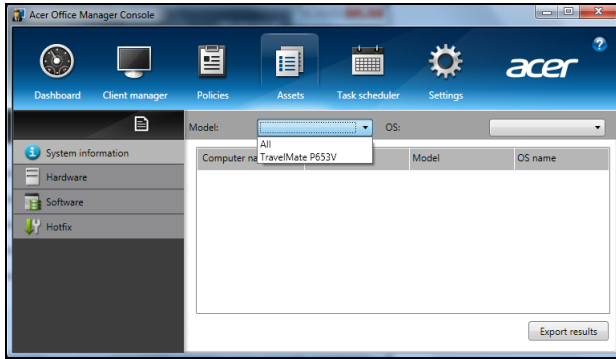 Acer Office Manager Console
?
acer
Dashboard Client manager Policies Assets Task scheduler Settings
Model: OS:
All
TravelMate P653V
System information
Hardware
Software
Hotfix
Computer na Model OS name
Export results